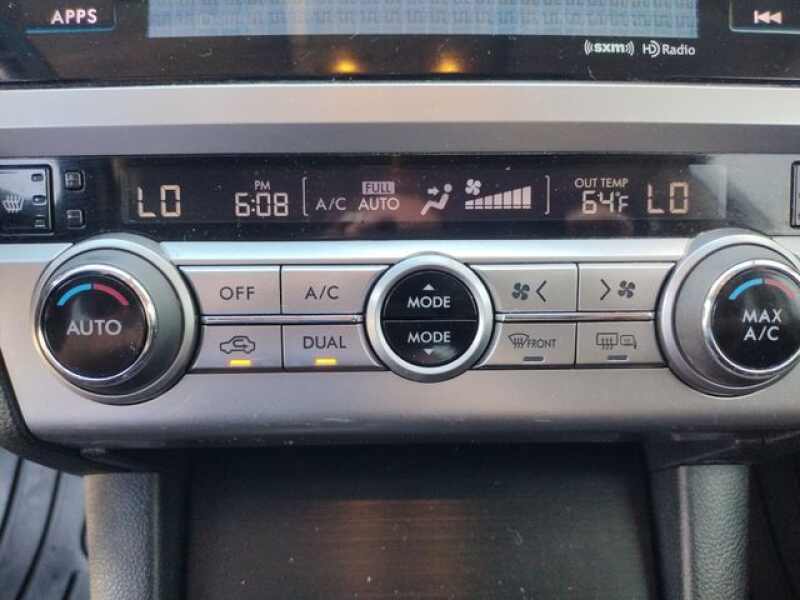 APPS
sxm HD Radio
LO PM 6:08 A/C FULL AUTO OUT TEMP 64°F LO
AUTO OFF A/C MODE MAX A/C
DUAL MODE FRONT